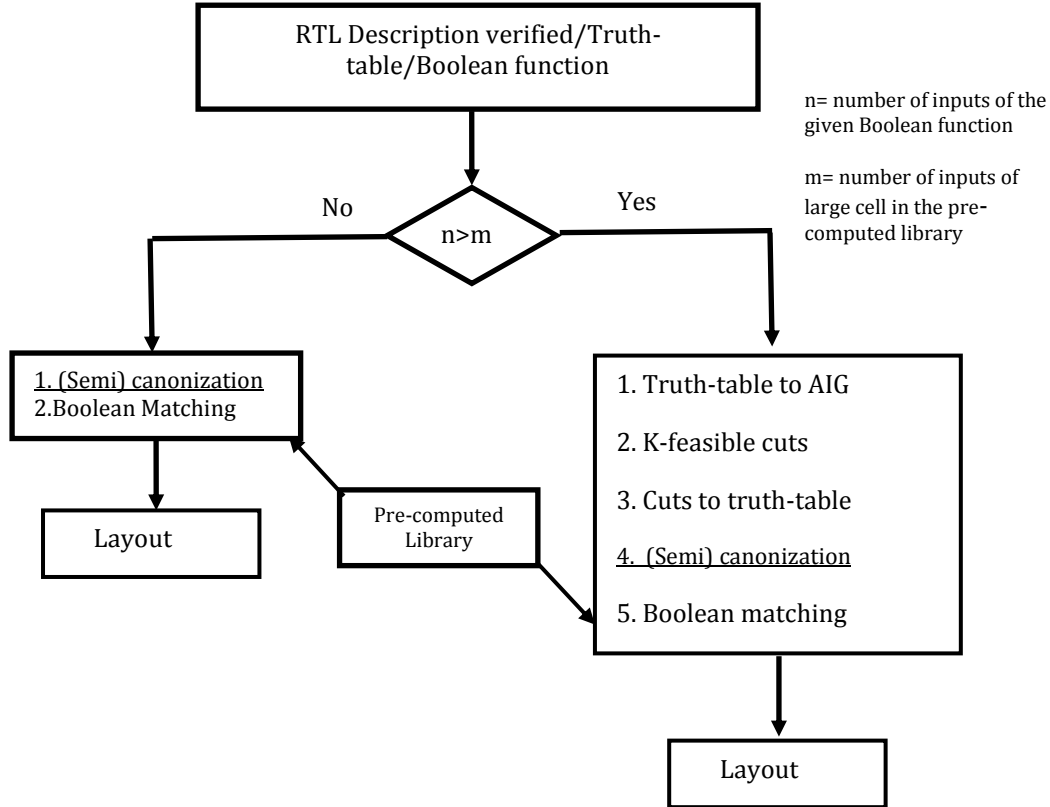 RTL Description verified/Truth-
table/Boolean function
n= number of inputs of the
given Boolean function
m= number of inputs of
large cell in the pre-
computed library
No
Yes
n>m
1. (Semi) canonization
2.Boolean Matching
1. Truth-table to AIG
2. K-feasible cuts
3. Cuts to truth-table
4. (Semi) canonization
5. Boolean matching
Pre-computed
Library
Layout
Layout